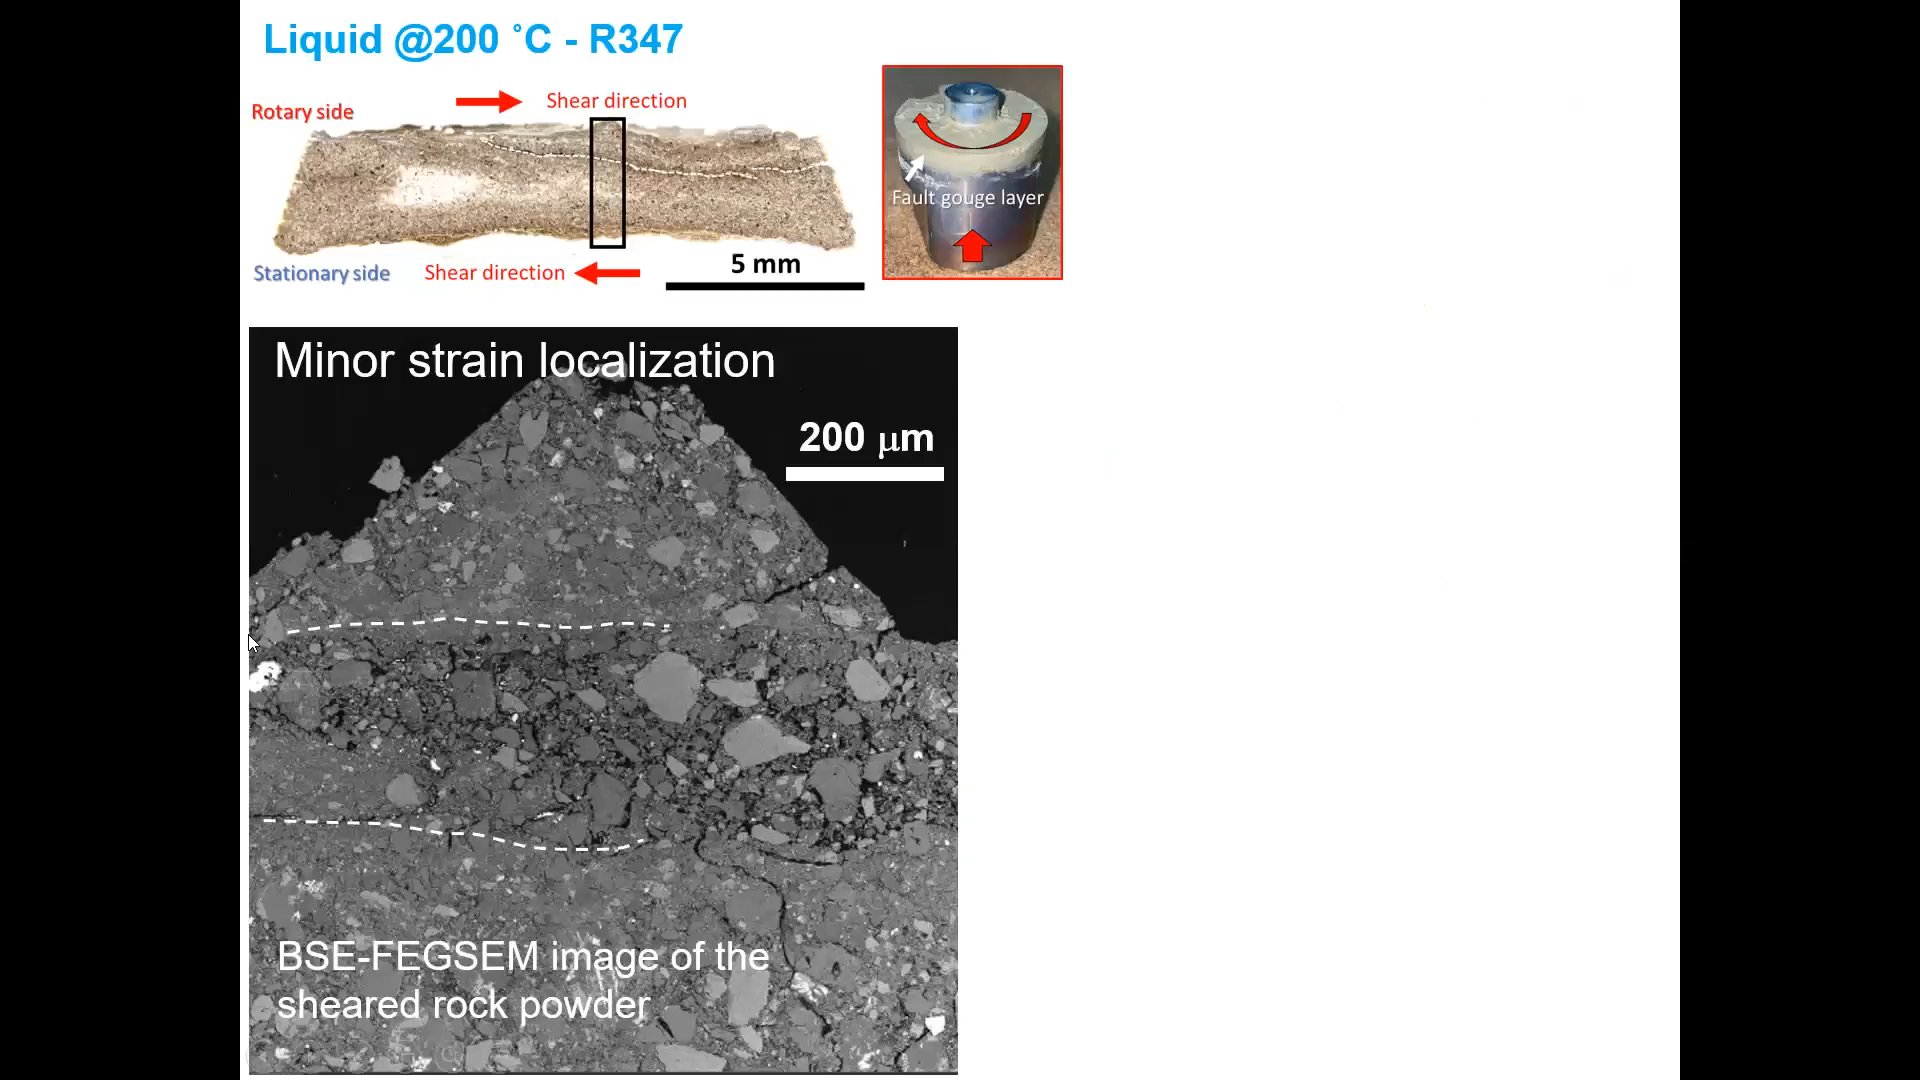 Liquid @200 ˚C - R347
Rotary side
Shear direction
Stationary side
Shear direction
5 mm
Fault gouge layer
Minor strain localization
200 μm
BSE-FEGSEM image of the
sheared rock powder